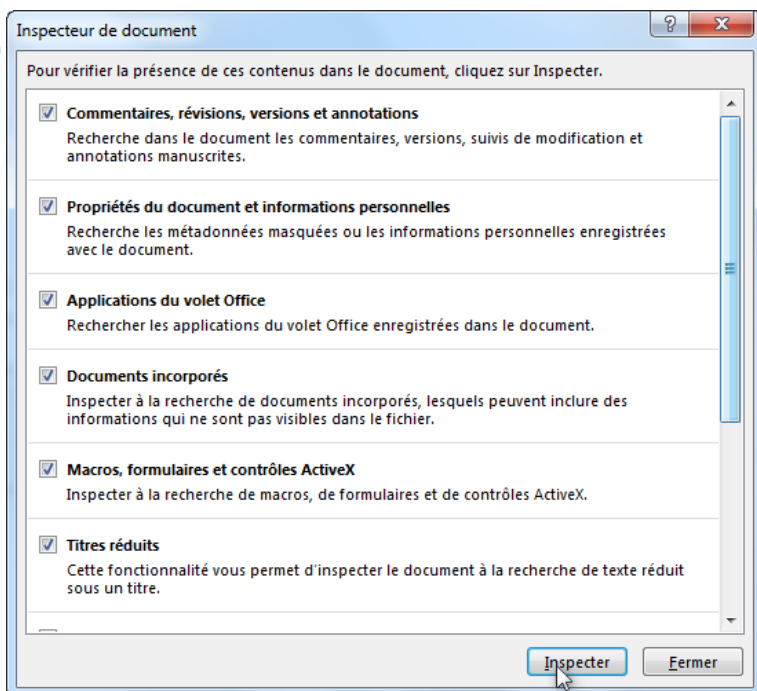 Inspecteur de document
Pour vérifier la présence de ces contenus dans le document, cliquez sur Inspecter.
Commentaires, révisions, versions et annotations
Recherche dans le document les commentaires, versions, suivis de modification et
annotations manuscrites.
Propriétés du document et informations personnelles
Recherche les métadonnées masquées ou les informations personnelles enregistrées
avec le document.
Applications du volet Office
Rechercher les applications du volet Office enregistrées dans le document.
Documents incorporés
Inspecter à la recherche de documents incorporés, lesquels peuvent inclure des
informations qui ne sont pas visibles dans le fichier.
Macros, formulaires et contrôles ActiveX
Inspecter à la recherche de macros, de formulaires et de contrôles ActiveX.
Titres réduits
Cette fonctionnalité vous permet d'inspecter le document à la recherche de texte réduit
sous un titre.
Inspecter Fermer